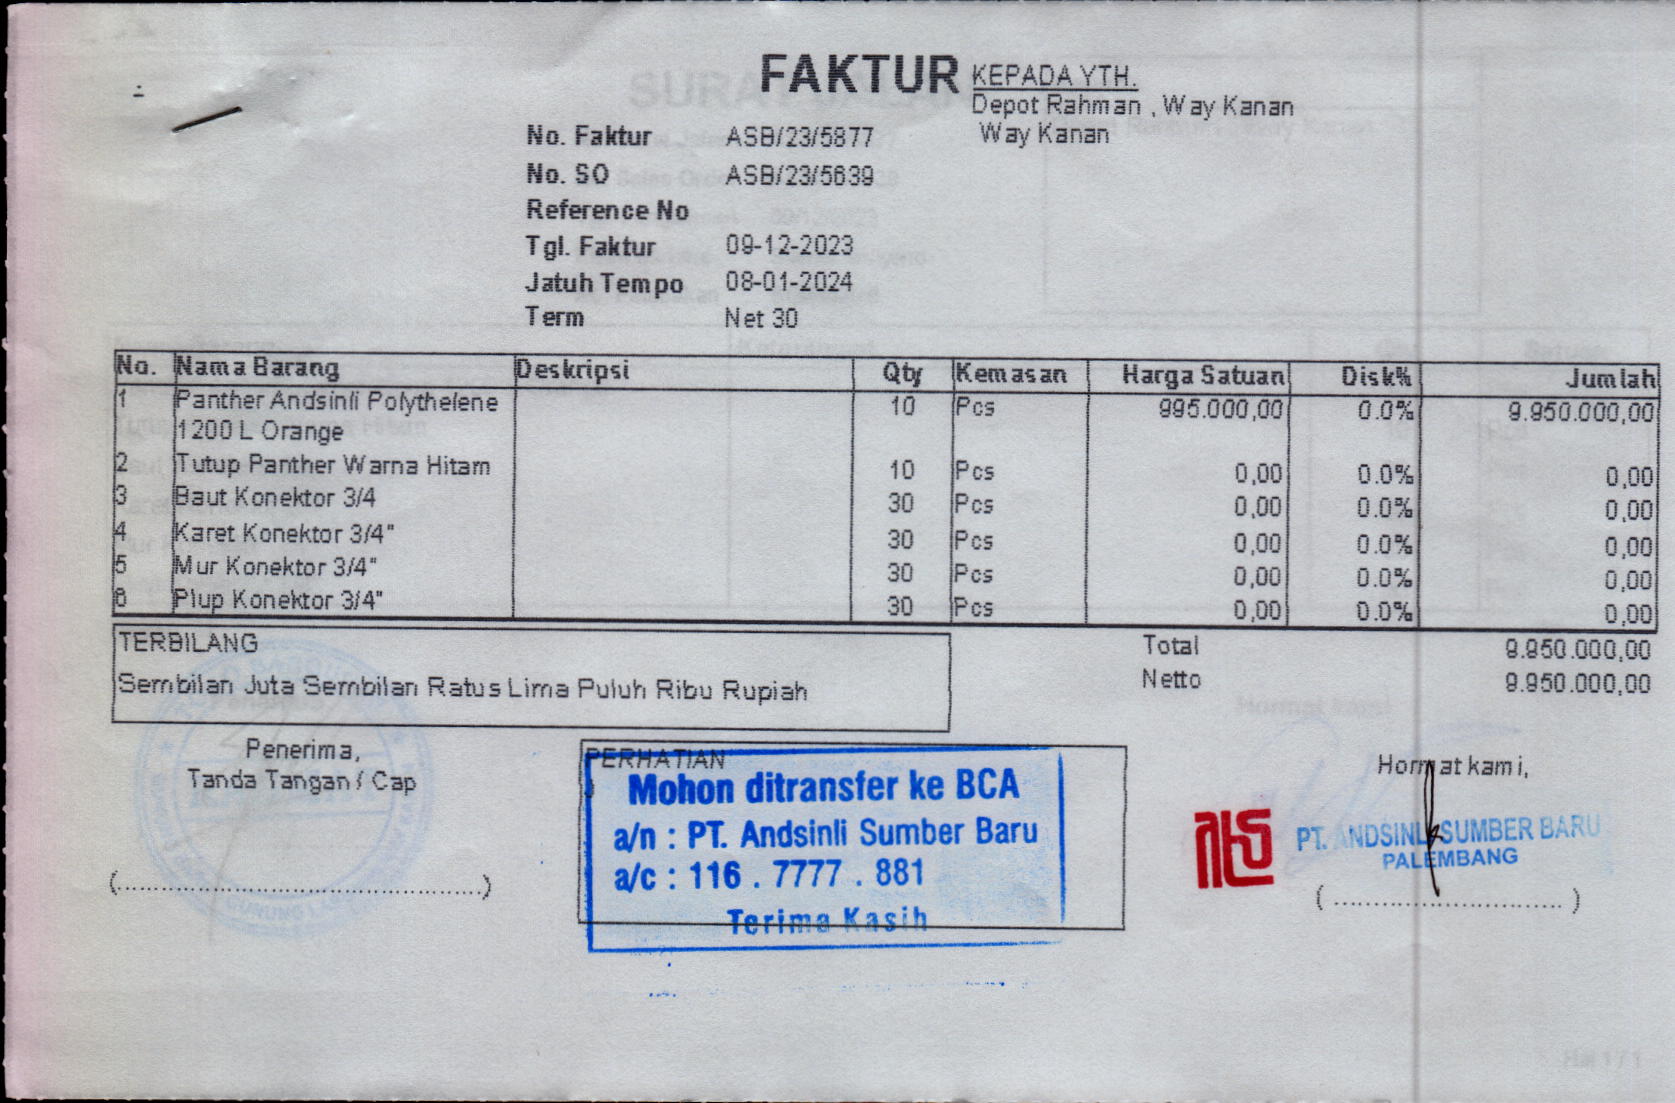 FAKTUR
KEPADA YTH.
Depot Rahman , Way Kanan
Way Kanan
No. Faktur ASB/23/5877
No. SO ASB/23/5639
Reference No
Tgl. Faktur 09-12-2023
Jatuh Tempo 08-01-2024
Term Net 30
No. Nama Barang Deskripsi Qty Kemasan Harga Satuan Disk% Jumlah
1 Panther Andsinli Polythelene 10 Pcs 995.000,00 0.0% 9.950.000,00
1200 L Orange
2 Tutup Panther Warna Hitam 10 Pcs 0,00 0.0% 0,00
3 Baut Konektor 3/4 30 Pcs 0,00 0.0% 0,00
4 Karet Konektor 3/4" 30 Pcs 0,00 0.0% 0,00
5 Mur Konektor 3/4" 30 Pcs 0,00 0.0% 0,00
6 Plup Konektor 3/4" 30 Pcs 0,00 0.0% 0,00
TERBILANG
Sembilan Juta Sembilan Ratus Lima Puluh Ribu Rupiah
Total 9.950.000,00
Netto 9.950.000,00
Penerima,
Tanda Tangan / Cap
(................................................)
PERHATIAN
Mohon ditransfer ke BCA
a/n : PT. Andsinli Sumber Baru
a/c : 116 . 7777 . 881
Terima Kasih
Hormat kami,
PT. ANDSINLI SUMBER BARU
PALEMBANG
( ............................... )